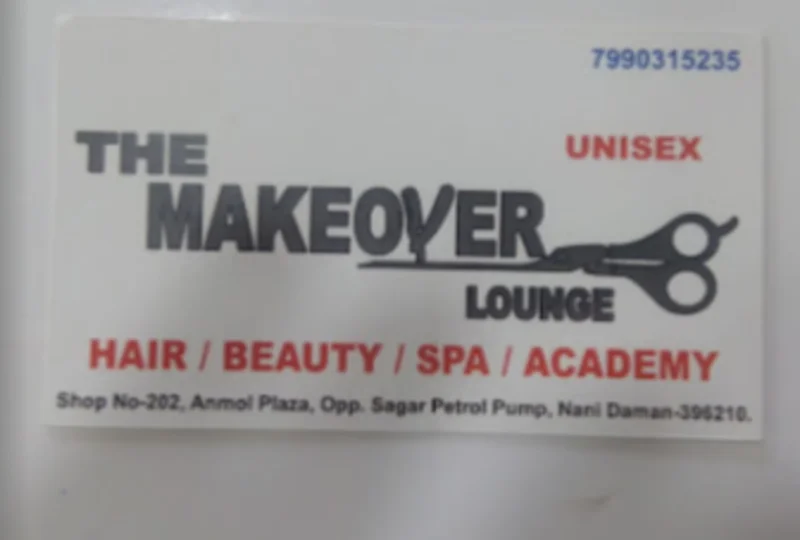 7990315235
UNISEX
THE
MAKEOVER
LOUNGE
HAIR / BEAUTY / SPA / ACADEMY
Shop No-202, Anmol Plaza, Opp. Sagar Petrol Pump, Nani Daman-396210.